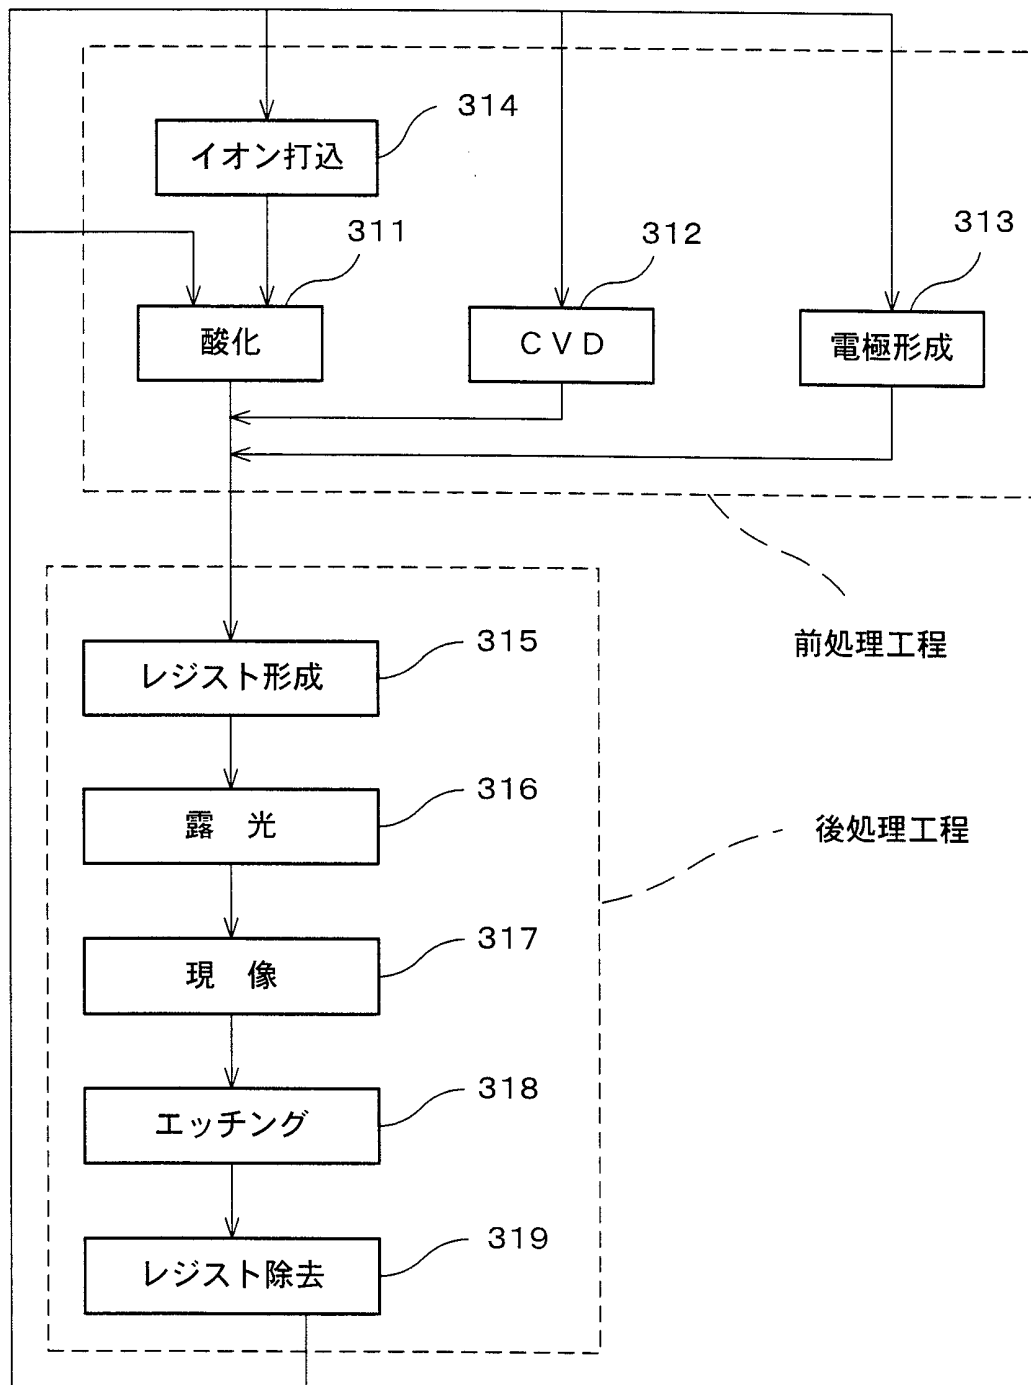 314
イオン打込
311
312
313
酸化
CVD
電極形成
315
レジスト形成
前処理工程
316
露 光
後処理工程
317
現 像
318
エッチング
319
レジスト除去